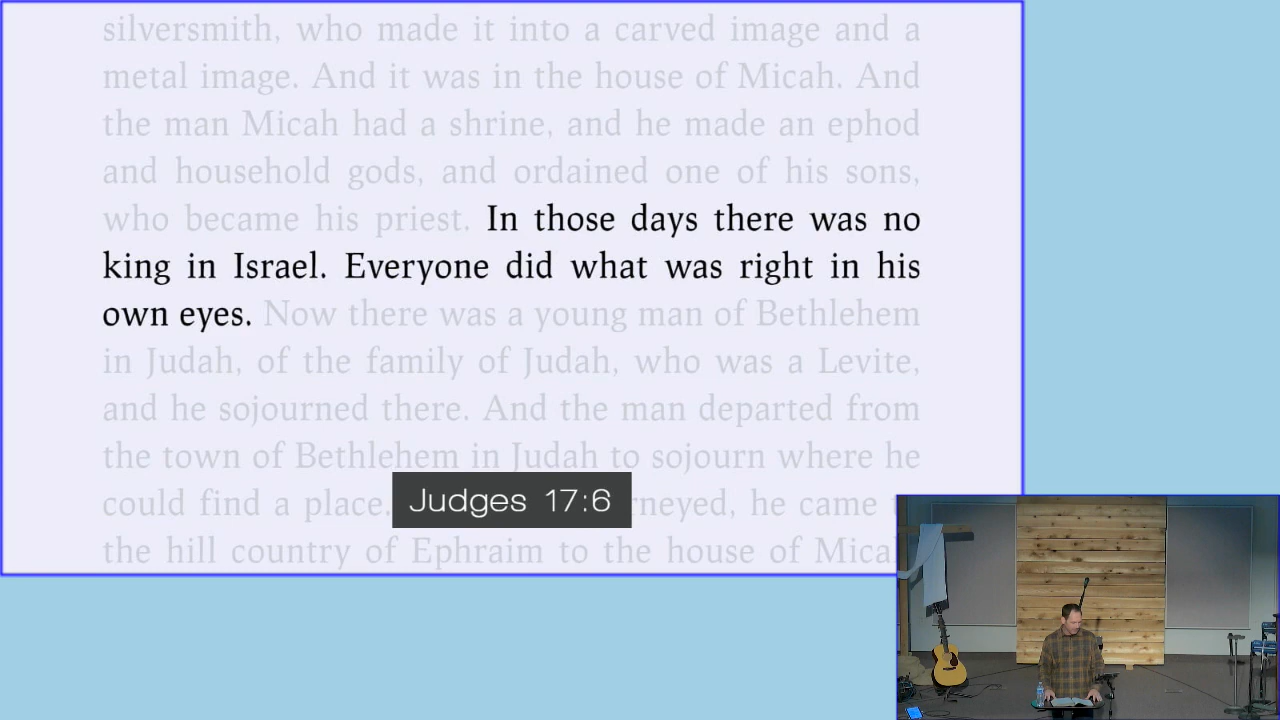 silversmith, who made it into a carved image and a
metal image. And it was in the house of Micah. And
the man Micah had a shrine, and he made an ephod
and household gods, and ordained one of his sons,
who became his priest. In those days there was no
king in Israel. Everyone did what was right in his
own eyes. Now there was a young man of Bethlehem
in Judah, of the family of Judah, who was a Levite,
and he sojourned there. And the man departed from
the town of Bethlehem in Judah to sojourn where he
could find a place. he came
the hill country of Ephraim to the house of
Judges 17:6